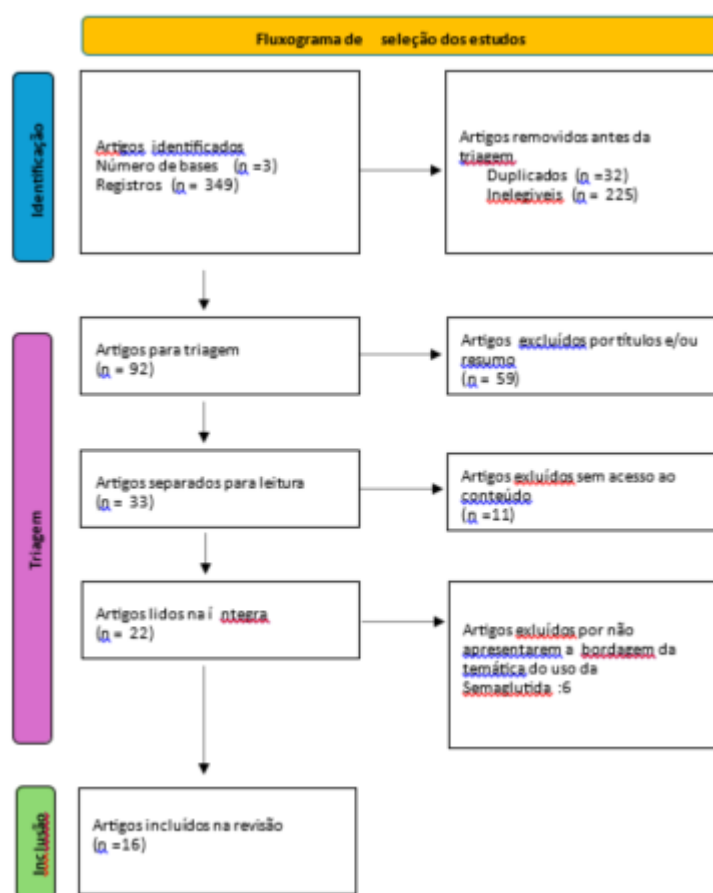 Fluxograma de seleção dos estudos
Identificação
Artigos identificados
Número de bases (n =3)
Registros (n = 349)
Artigos removidos antes da
triagem
Duplicados (n =32)
Inelegiveis (n = 225)
Triagem
Artigos para triagem
(n = 92)
Artigos excluídos por títulos e/ou
resumo
(n = 59)
Artigos separados para leitura
(n = 33)
Artigos exluídos sem acesso ao
conteúdo
(n =11)
Artigos lidos na í ntegra
(n = 22)
Artigos exluídos por não
apresentarem a bordagem da
temática do uso da
Semaglutida :6
Inclusão
Artigos incluídos na revisão
(n =16)